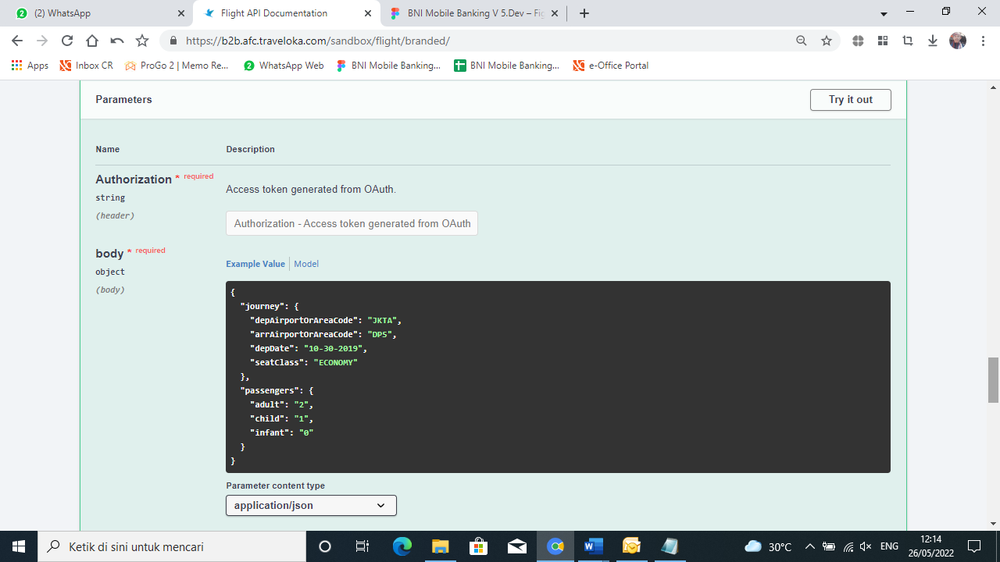 (2) WhatsApp
Flight API Documentation
BNI Mobile Banking V 5.Dev – Fig
https://b2b.afc.traveloka.com/sandbox/flight/branded/
Apps
Inbox CR
ProGo 2 | Memo Re...
WhatsApp Web
BNI Mobile Banking...
BNI Mobile Banking...
e-Office Portal
Parameters
Try it out
Name
Description
Authorization * required
string
(header)
Access token generated from OAuth.
Authorization - Access token generated from OAuth
body * required
object
(body)
Example Value
Model
{
"journey": {
"depAirportOrAreaCode": "JKTA",
"arrAirportOrAreaCode": "DPS",
"depDate": "10-30-2019",
"seatClass": "ECONOMY"
},
"passengers": {
"adult": "2",
"child": "1",
"infant": "0"
}
}
Parameter content type
application/json
Ketik di sini untuk mencari
30°C
ENG
12:14
26/05/2022